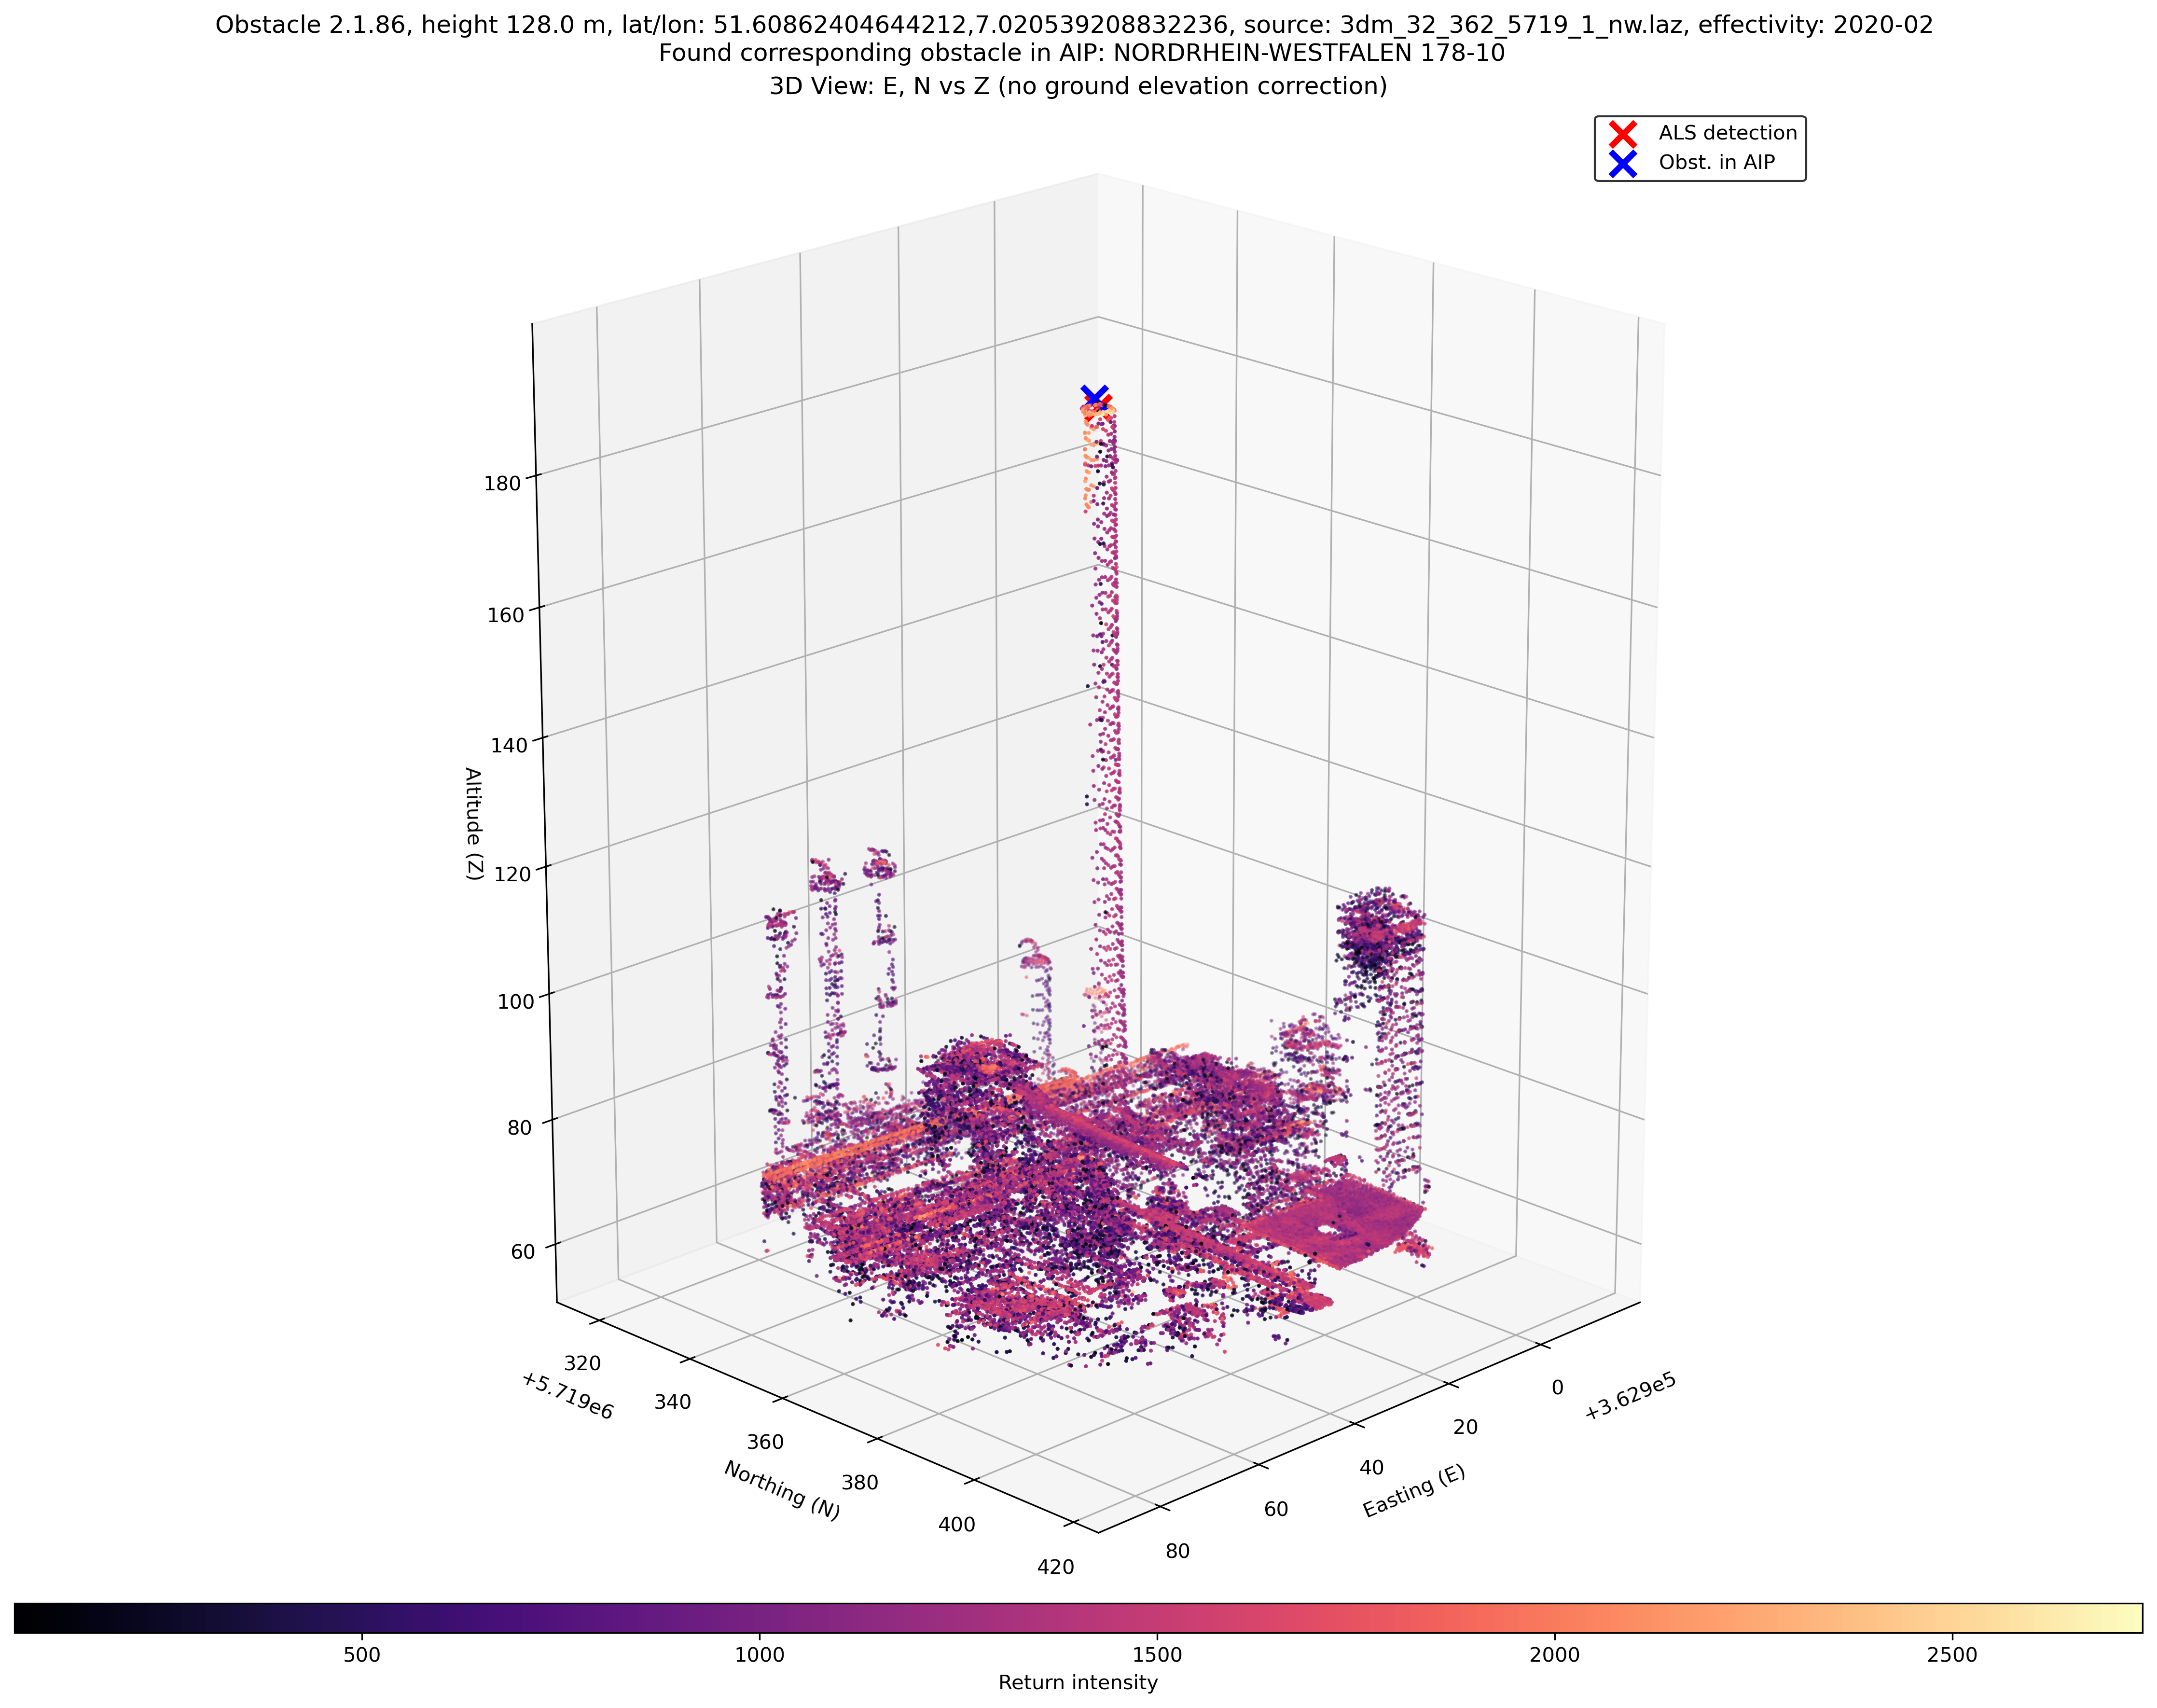 Obstacle 2.1.86, height 128.0 m, lat/lon: 51.60862404644212,7.020539208832236, source: 3dm_32_362_5719_1_nw.laz, effectivity: 2020-02
Found corresponding obstacle in AIP: NORDRHEIN-WESTFALEN 178-10
3D View: E, N vs Z (no ground elevation correction)
ALS detection
Obst. in AIP
180
160
140
120
100
80
60
Altitude (Z)
320
340
360
380
400
420
+5.719e6
Northing (N)
0
20
40
60
80
+3.629e5
Easting (E)
500
1000
1500
2000
2500
Return intensity